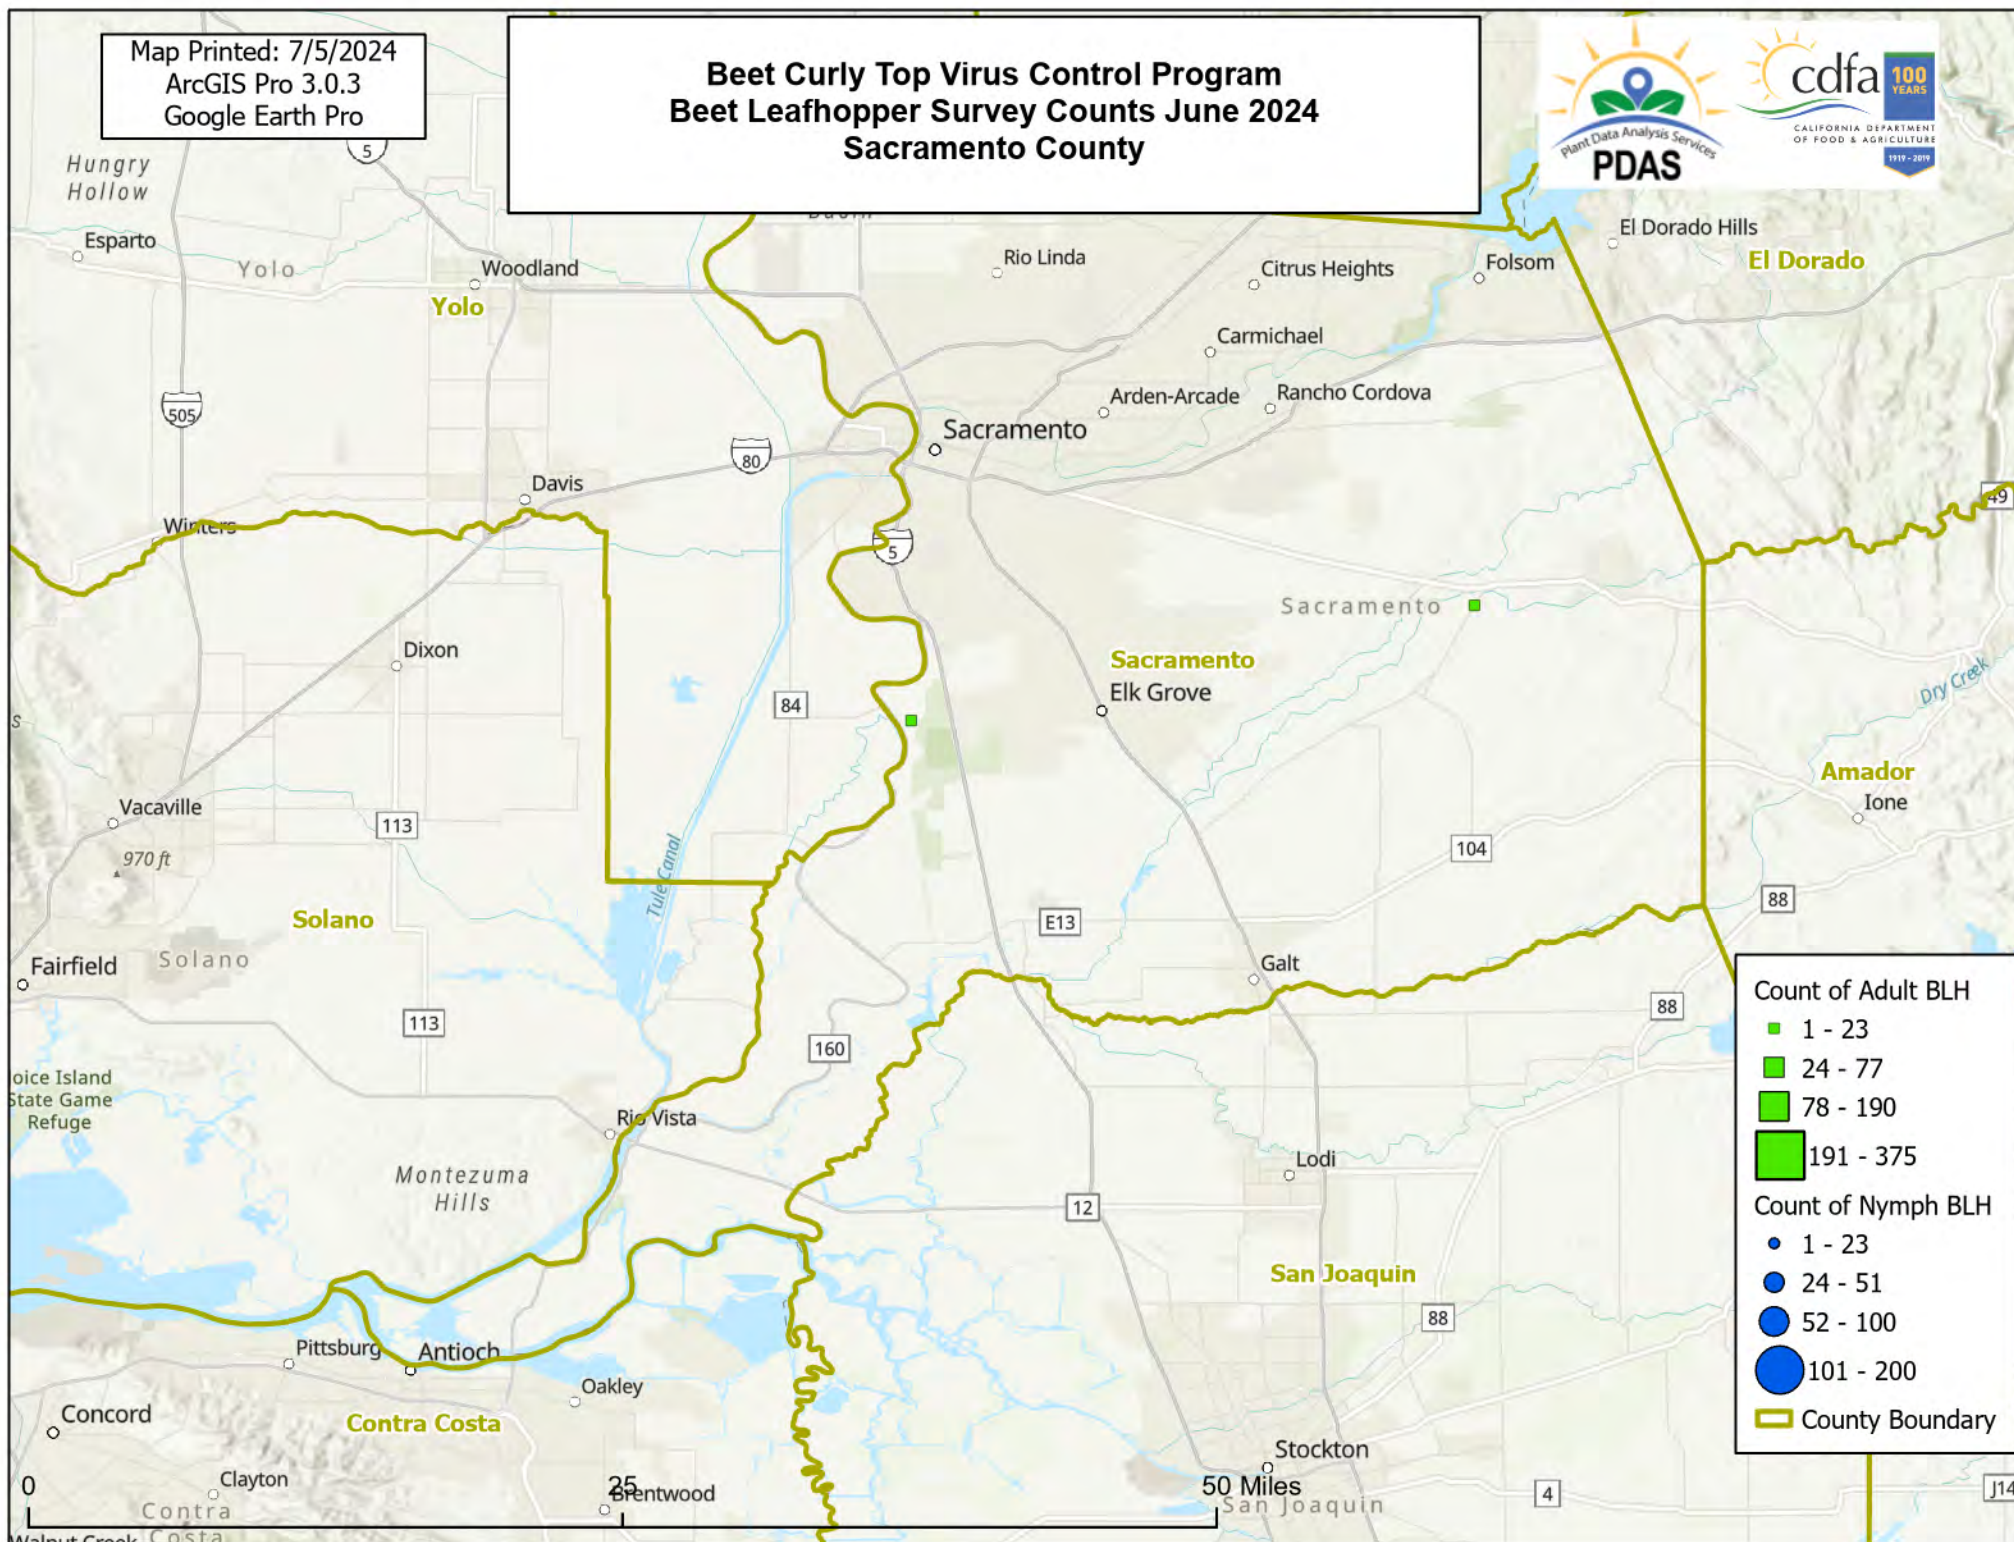 Map Printed: 7/5/2024
ArcGIS Pro 3.0.3
Google Earth Pro
Beet Curly Top Virus Control Program
Beet Leafhopper Survey Counts June 2024
Sacramento County
Plant Data Analysis Services
PDAS
cdfa
100
YEARS
CALIFORNIA DEPARTMENT
OF FOOD & AGRICULTURE
1919 - 2019
5
Hungry
Hollow
Esparto
Yolo
Woodland
Yolo
Rio Linda
Citrus Heights
Folsom
El Dorado Hills
El Dorado
Carmichael
Arden-Arcade
Rancho Cordova
505
Sacramento
80
Davis
49
Winters
5
Sacramento
Dixon
Sacramento
Elk Grove
Dry Creek
84
Amador
Ione
Vacaville
113
970 ft
104
Tule Canal
Solano
88
E13
Solano
Fairfield
Galt
88
113
160
oice Island
State Game
Refuge
Rio Vista
Montezuma
Hills
Lodi
12
San Joaquin
88
Pittsburg
Antioch
Oakley
Concord
Contra Costa
Stockton
Clayton
Brentwood
San Joaquin
4
J14
Contra
Costa
Walnut Creek
0
25
50 Miles
Count of Adult BLH
1 - 23
24 - 77
78 - 190
191 - 375
Count of Nymph BLH
1 - 23
24 - 51
52 - 100
101 - 200
County Boundary